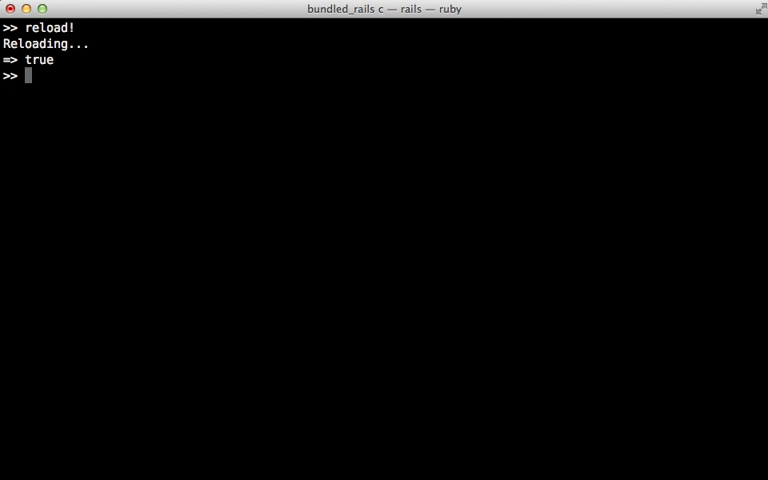 bundled_rails c — rails — ruby
>> reload!
Reloading...
=> true
>>